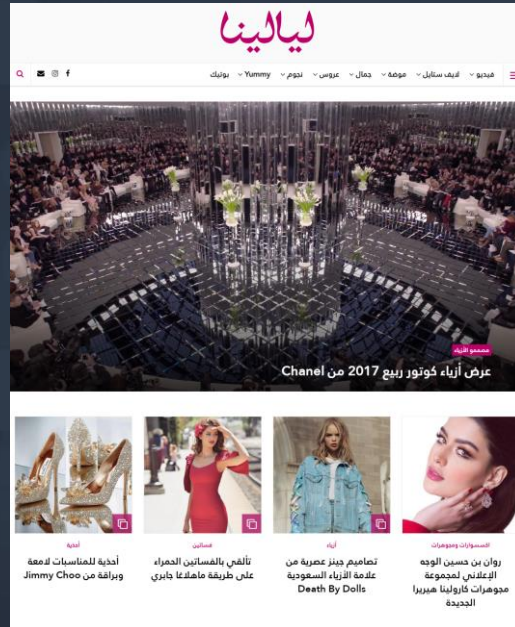 ليالينا
فيديو
لايف ستايل
موضة
جمال
عروس
نجوم
Yummy
بوتيك
مصممو الأزياء
عرض أزياء كوتور ربيع 2017 من Chanel
اكسسوارات ومجوهرات
روان بن حسين الوجه
الإعلاني لمجموعة
مجوهرات كارولينا هيريرا
الجديدة
أزياء
تصاميم جينز عصرية من
علامة الأزياء السعودية
Death By Dolls
فساتين
تألقي بالفساتين الحمراء
على طريقة ماهلاغا جابري
أحذية
أحذية للمناسبات لامعة
وبراقة من Jimmy Choo